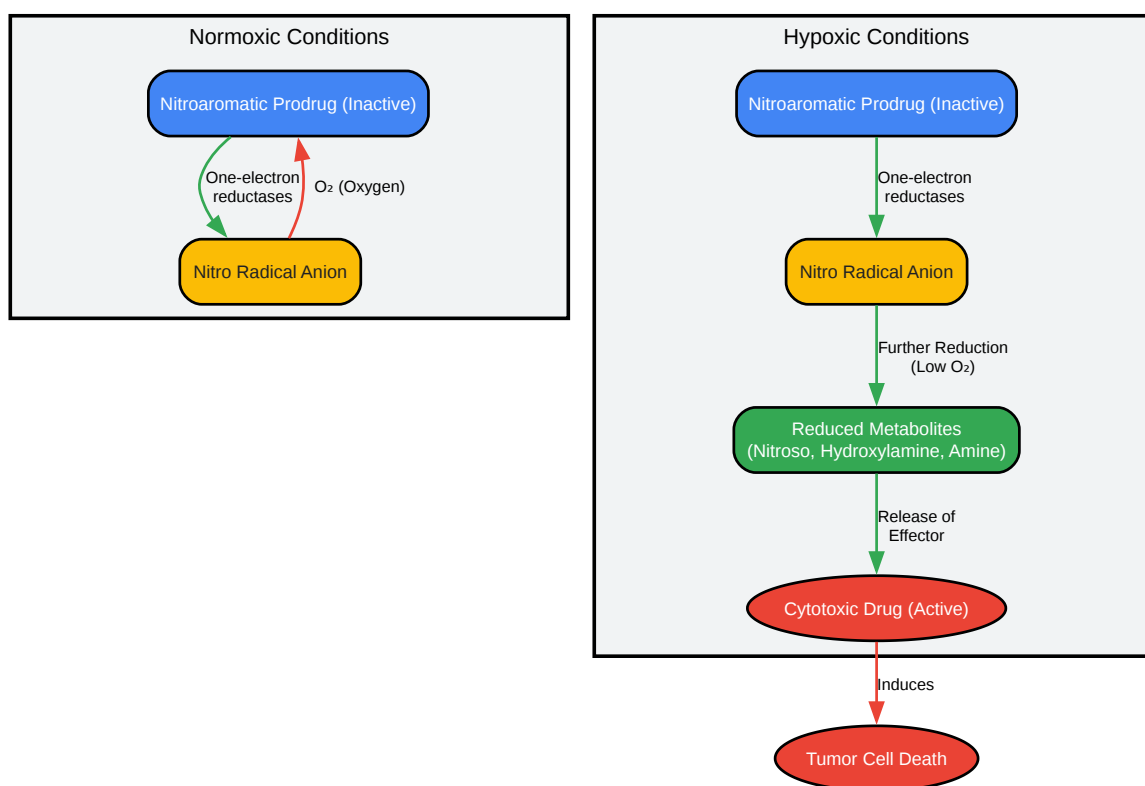 Normoxic Conditions
Nitroaromatic Prodrug (Inactive)
One-electron
reductases
O₂ (Oxygen)
Nitro Radical Anion
Hypoxic Conditions
Nitroaromatic Prodrug (Inactive)
One-electron
reductases
Nitro Radical Anion
Further Reduction
(Low O₂)
Reduced Metabolites
(Nitroso, Hydroxylamine, Amine)
Release of
Effector
Cytotoxic Drug (Active)
Induces
Tumor Cell Death